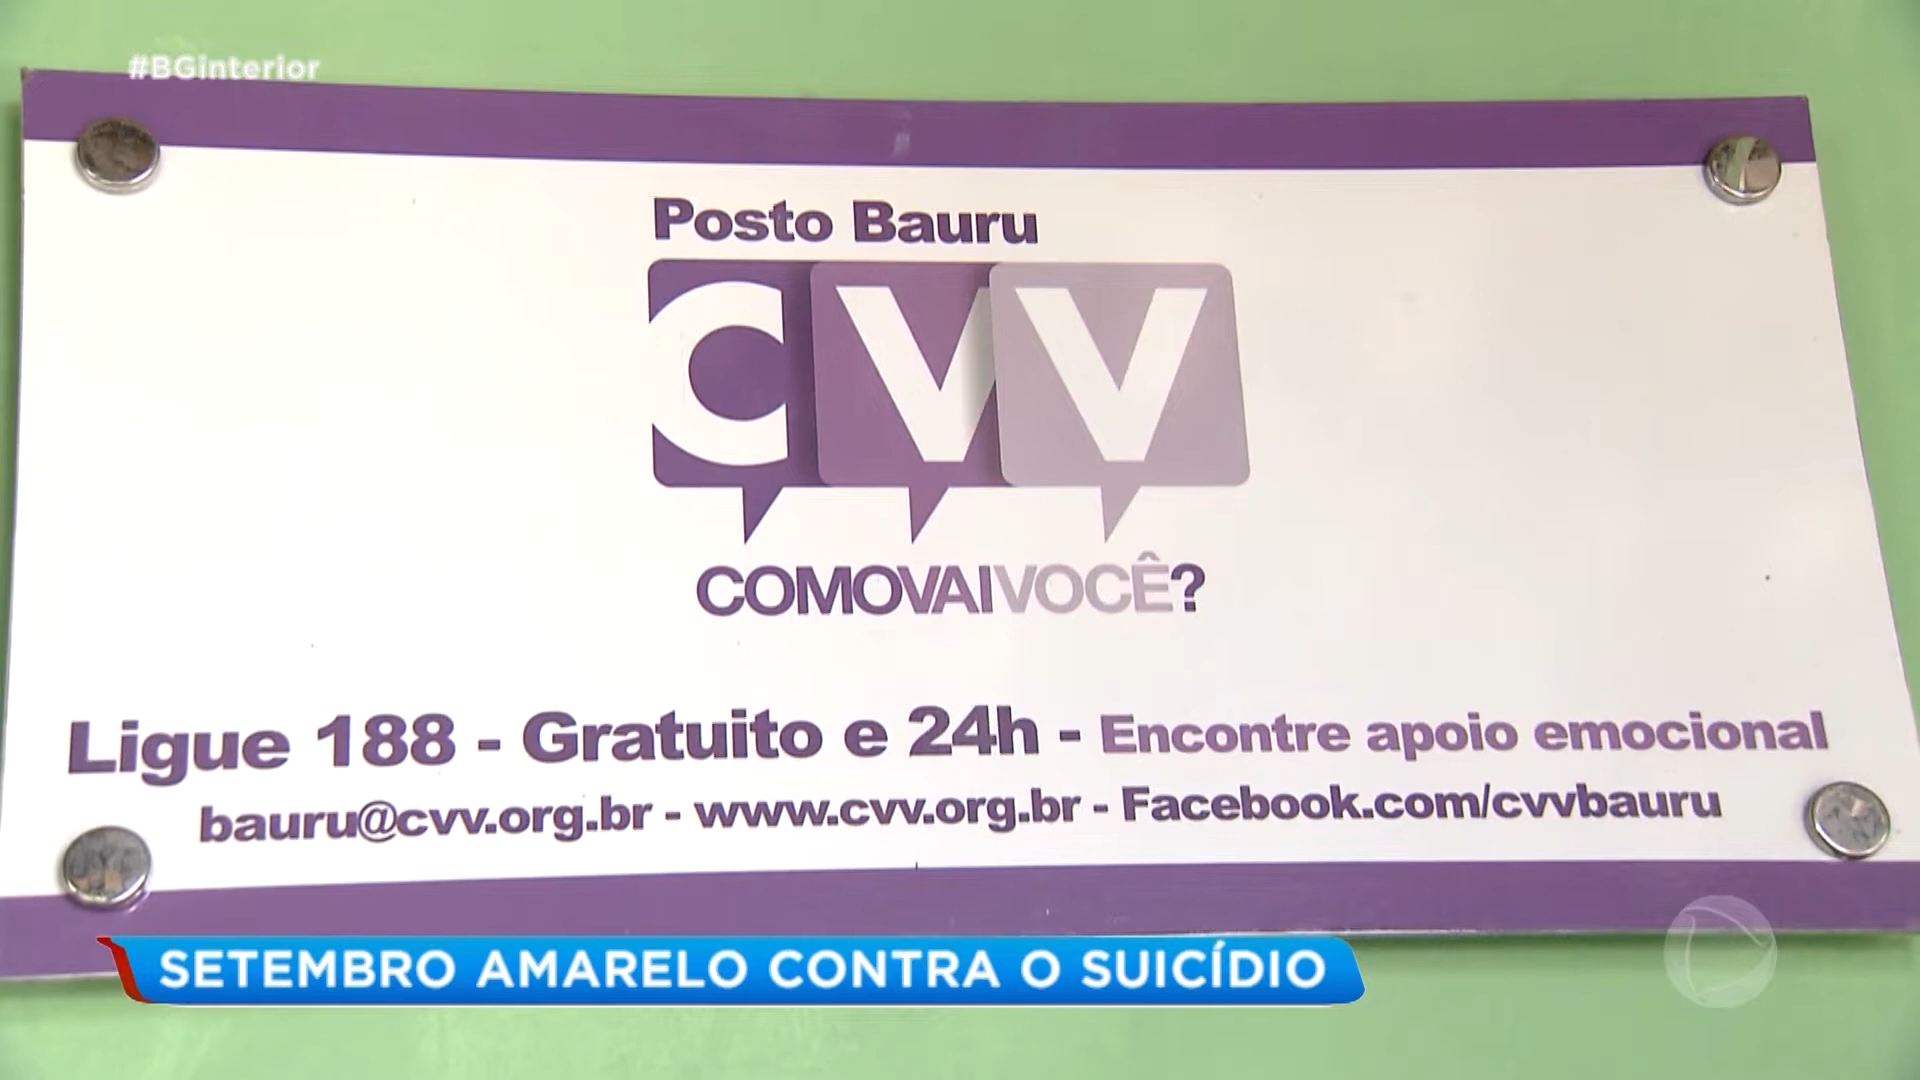 #BGinterior
Posto Bauru
CVV
COMOVAIVOCÊ?
Ligue 188 - Gratuito e 24h - Encontre apoio emocional
bauru@cvv.org.br - www.cvv.org.br - Facebook.com/cvvbauru
SETEMBRO AMARELO CONTRA O SUICÍDIO